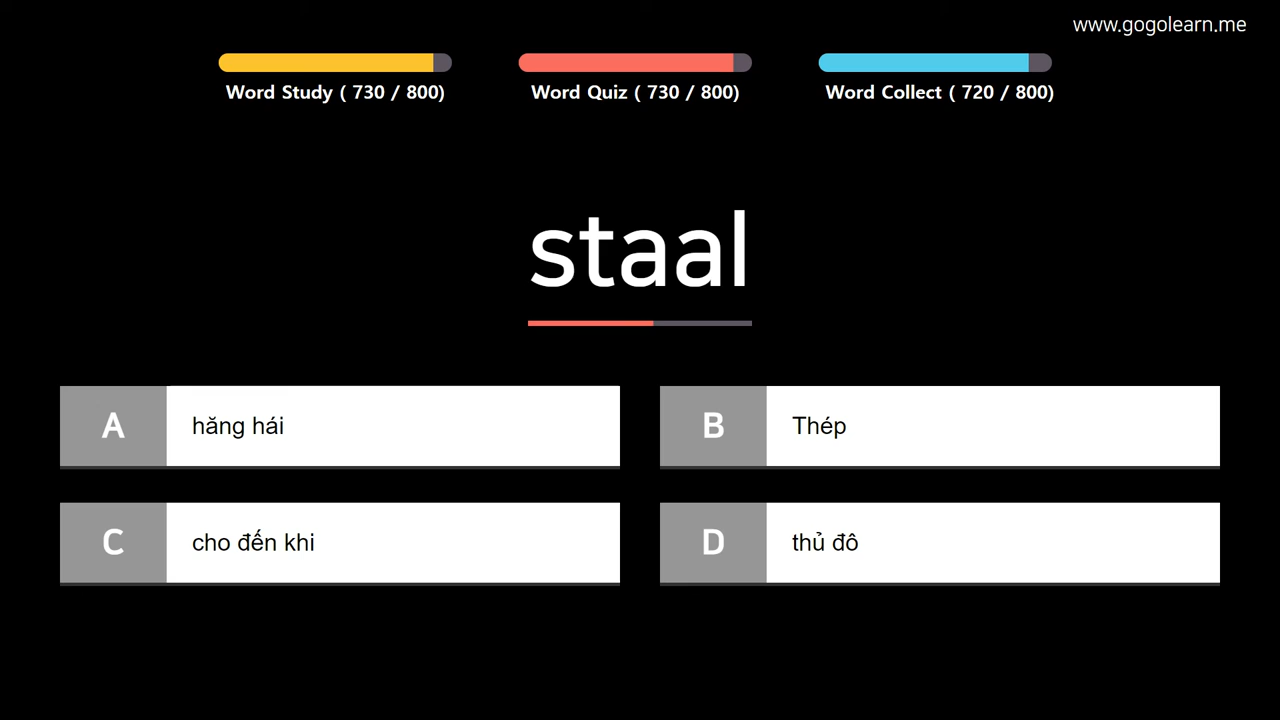 www.gogolearn.me
Word Study ( 730 / 800)
Word Quiz ( 730 / 800)
Word Collect ( 720 / 800)
staal
A
hăng hái
B
Thép
C
cho đến khi
D
thủ đô